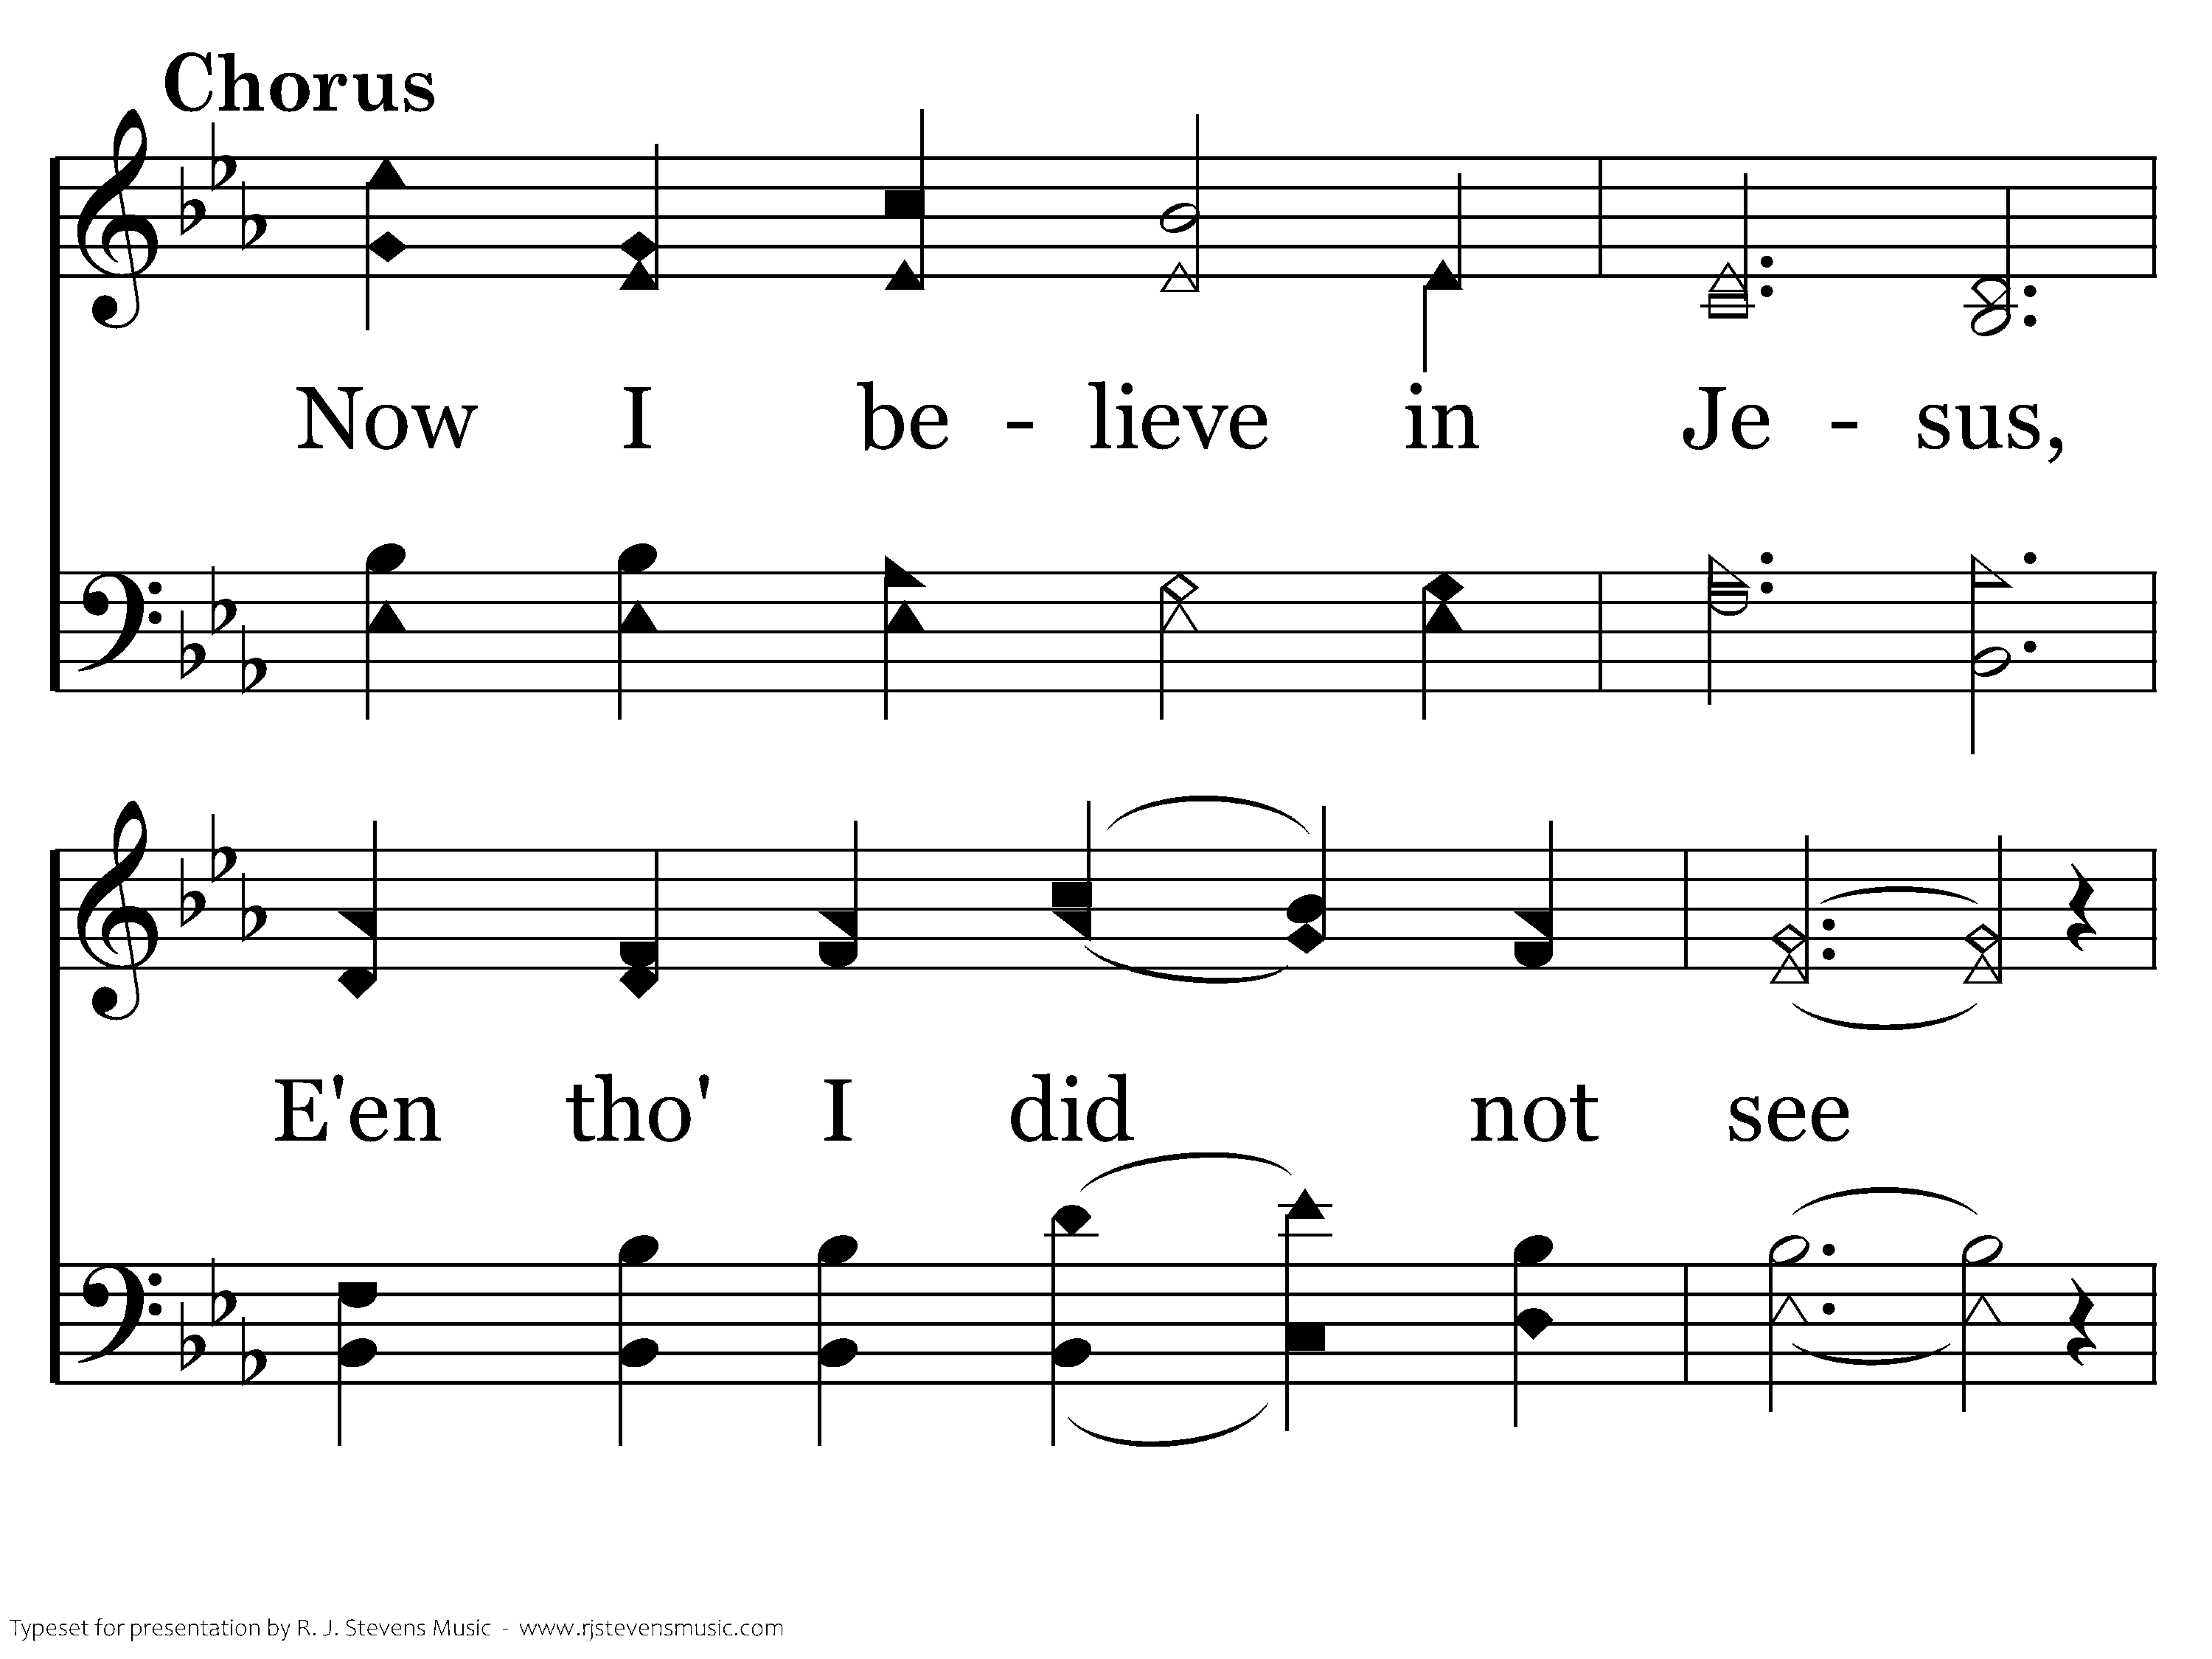 Chorus
Now I be - lieve in Je - sus,
E'en tho' I did not see
Typeset for presentation by R. J. Stevens Music - www.rjstevensmusic.com